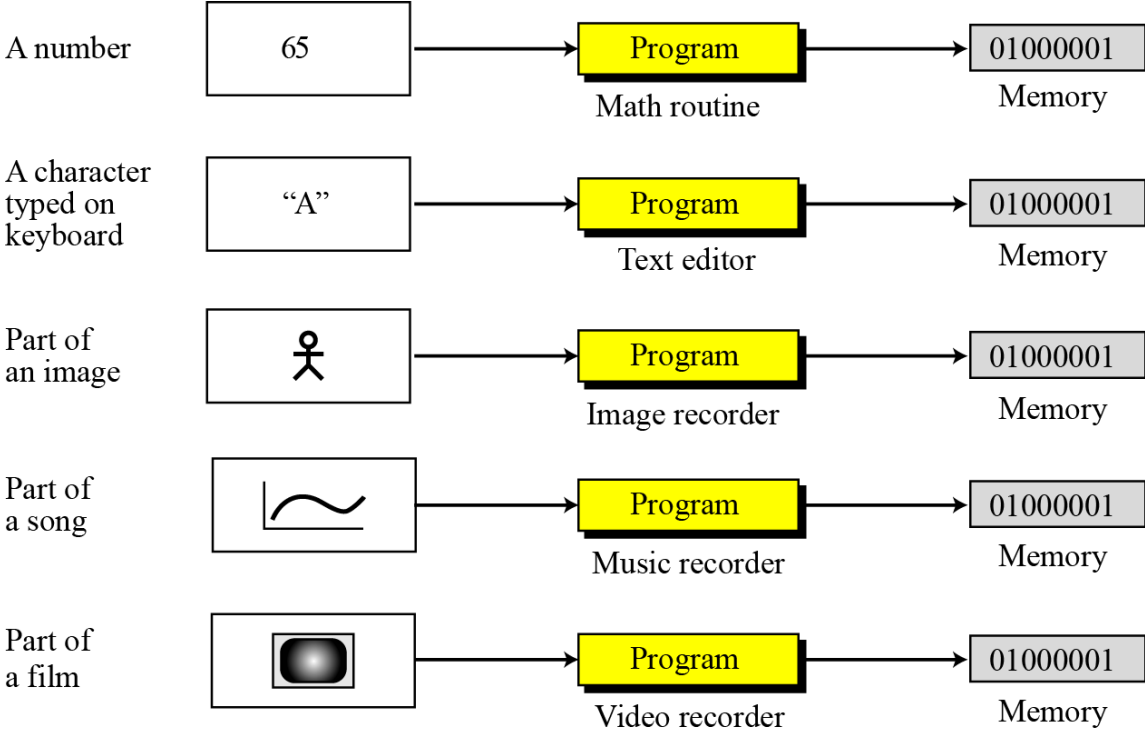 A number
65
Program
01000001
Math routine
Memory
A character
typed on
keyboard
“A”
Program
01000001
Text editor
Memory
Part of
an image
Program
01000001
Image recorder
Memory
Part of
a song
Program
01000001
Music recorder
Memory
Part of
a film
Program
01000001
Video recorder
Memory